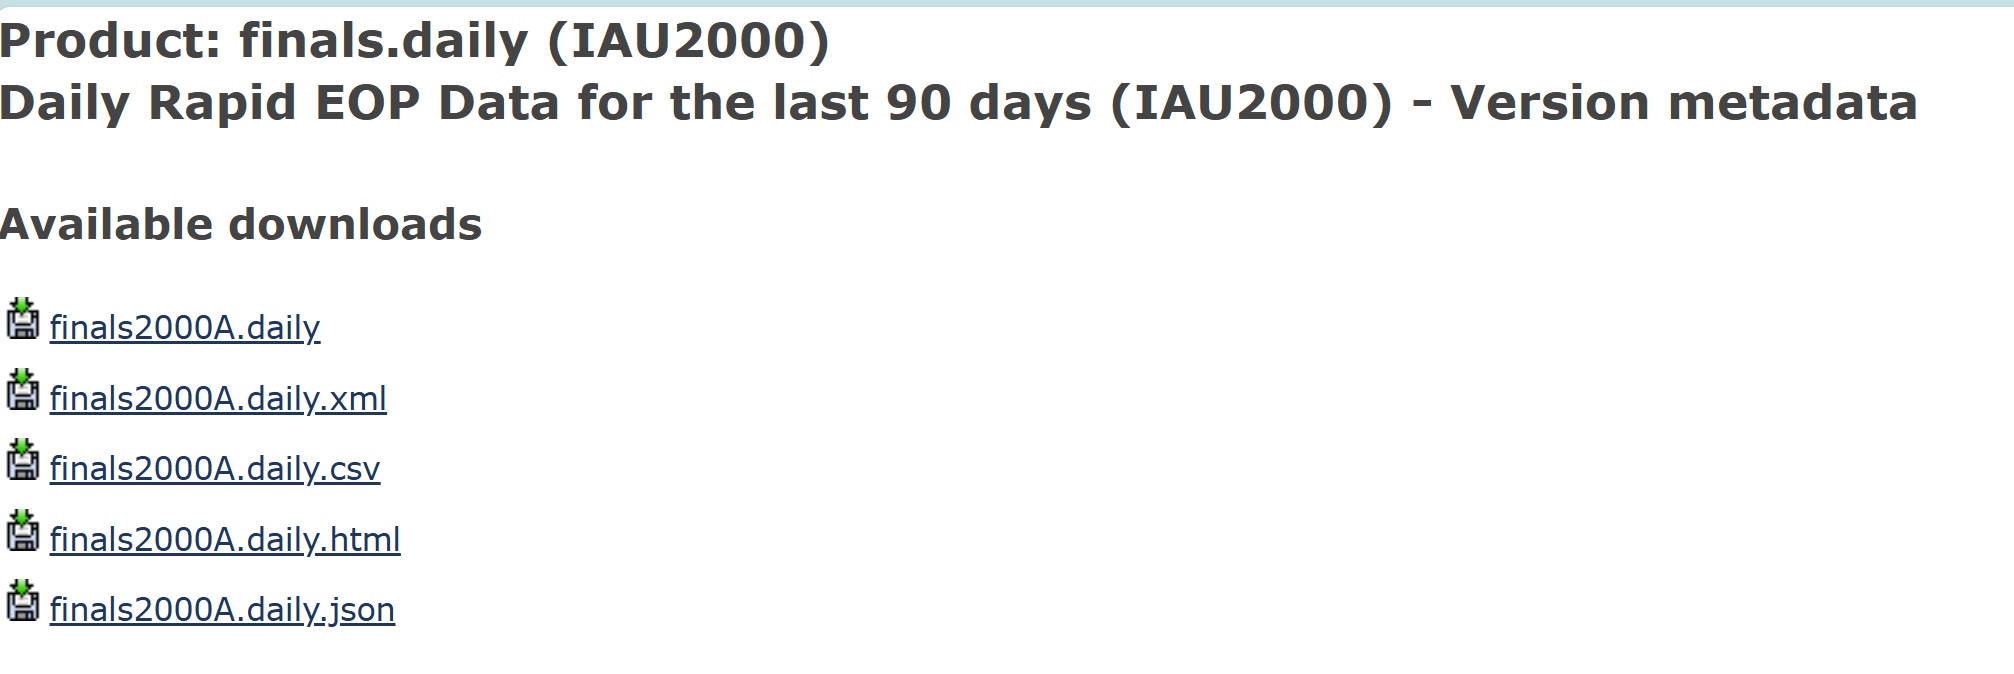 Product: finals.daily (IAU2000)
Daily Rapid EOP Data for the last 90 days (IAU2000) - Version metadata
Available downloads
finals2000A.daily
finals2000A.daily.xml
finals2000A.daily.csv
finals2000A.daily.html
finals2000A.daily.json